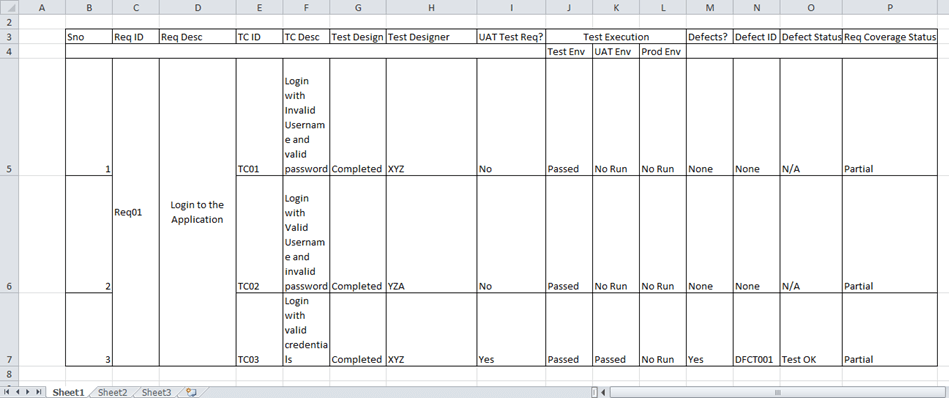 A B C D E F G H I J K L M N O P
2
3 Sno Req ID Req Desc TC ID TC Desc Test Design Test Designer UAT Test Req? Test Execution Defects? Defect ID Defect Status Req Coverage Status
4 Test Env UAT Env Prod Env
Login
with
Invalid
Usernam
e and
valid
5 1 TC01 password Completed XYZ No Passed No Run No Run None None N/A Partial
Req01
Login to the
Application
Login
with
Valid
Usernam
e and
invalid
6 2 TC02 password Completed YZA No Passed No Run No Run None None N/A Partial
Login
with
valid
credentia
7 3 TC03 ls Completed XYZ Yes Passed Passed No Run Yes DFCT001 Test OK Partial
8
Sheet1 Sheet2 Sheet3